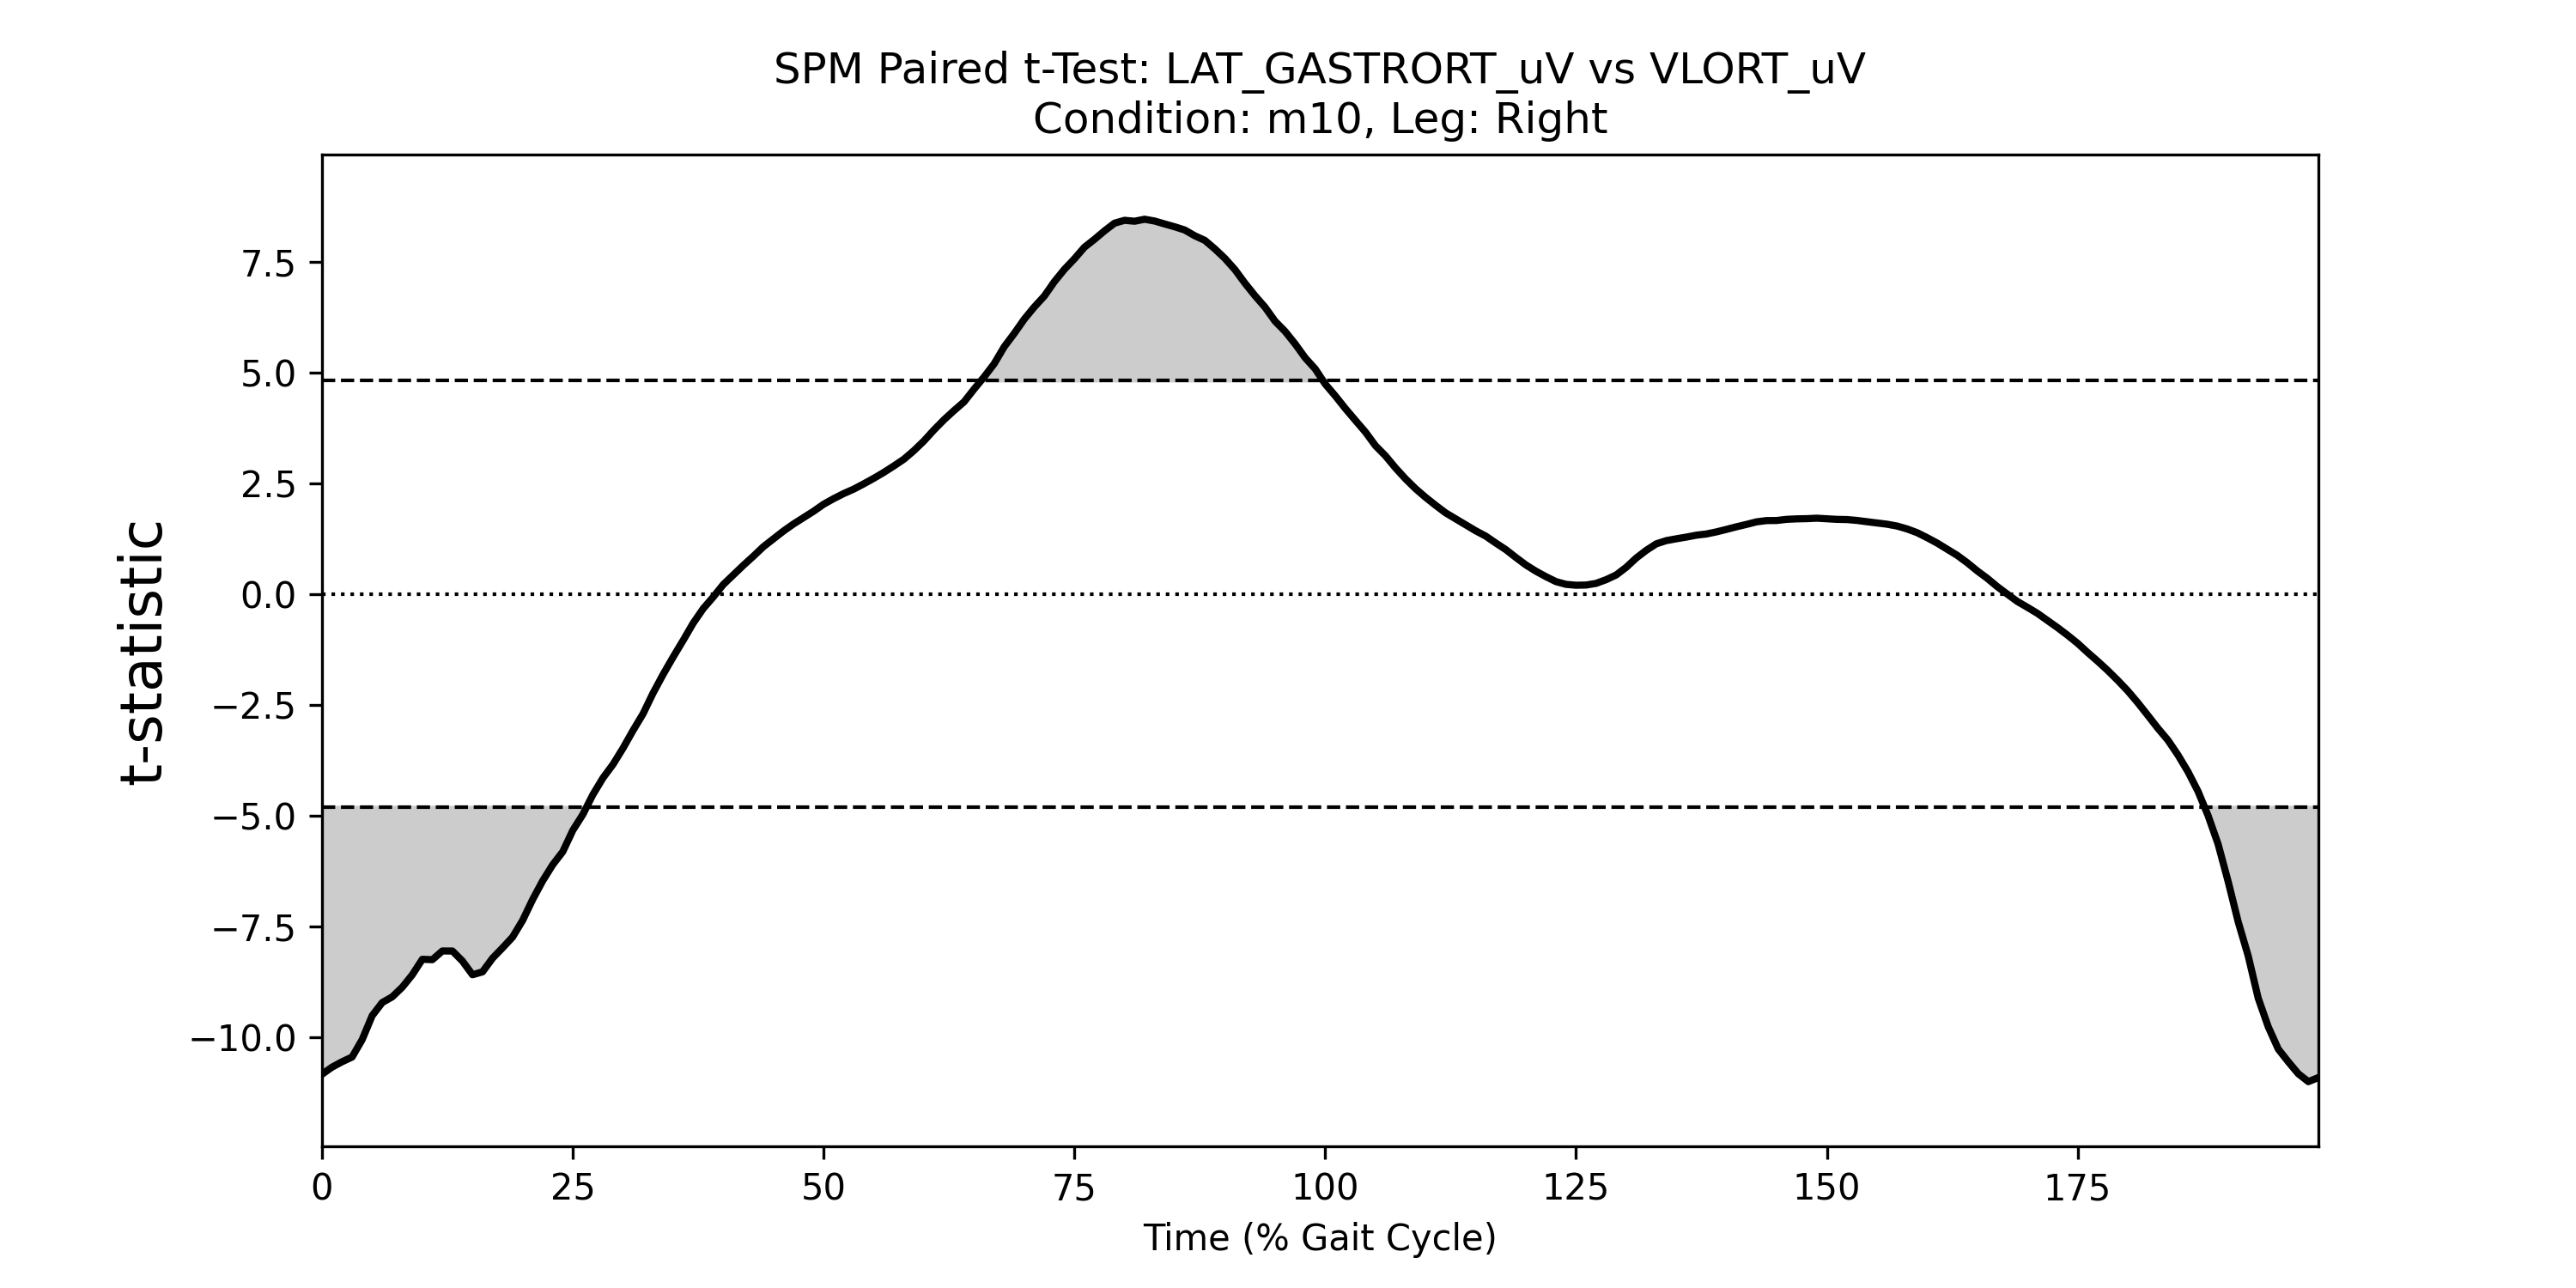 SPM Paired t-Test: LAT_GASTRORT_uV vs VLORT_uV
Condition: m10, Leg: Right
t-statistic
7.5
5.0
2.5
0.0
−2.5
−5.0
−7.5
−10.0
0 25 50 75 100 125 150 175
Time (% Gait Cycle)